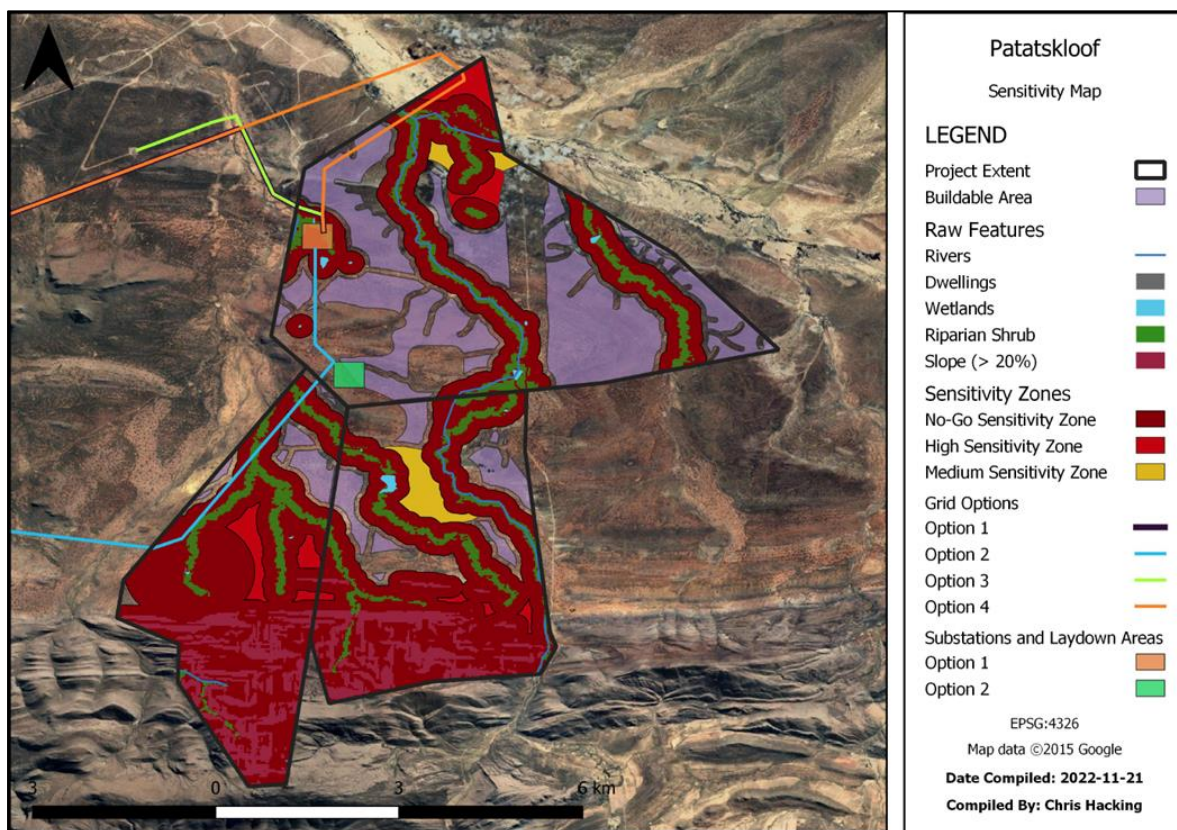 Patatskloof
Sensitivity Map
LEGEND
Project Extent
Buildable Area
Raw Features
Rivers
Dwellings
Wetlands
Riparian Shrub
Slope (> 20%)
Sensitivity Zones
No-Go Sensitivity Zone
High Sensitivity Zone
Medium Sensitivity Zone
Grid Options
Option 1
Option 2
Option 3
Option 4
Substations and Laydown Areas
Option 1
Option 2
EPSG:4326
Map data ©2015 Google
Date Compiled: 2022-11-21
Compiled By: Chris Hacking
3 0 3 6 km